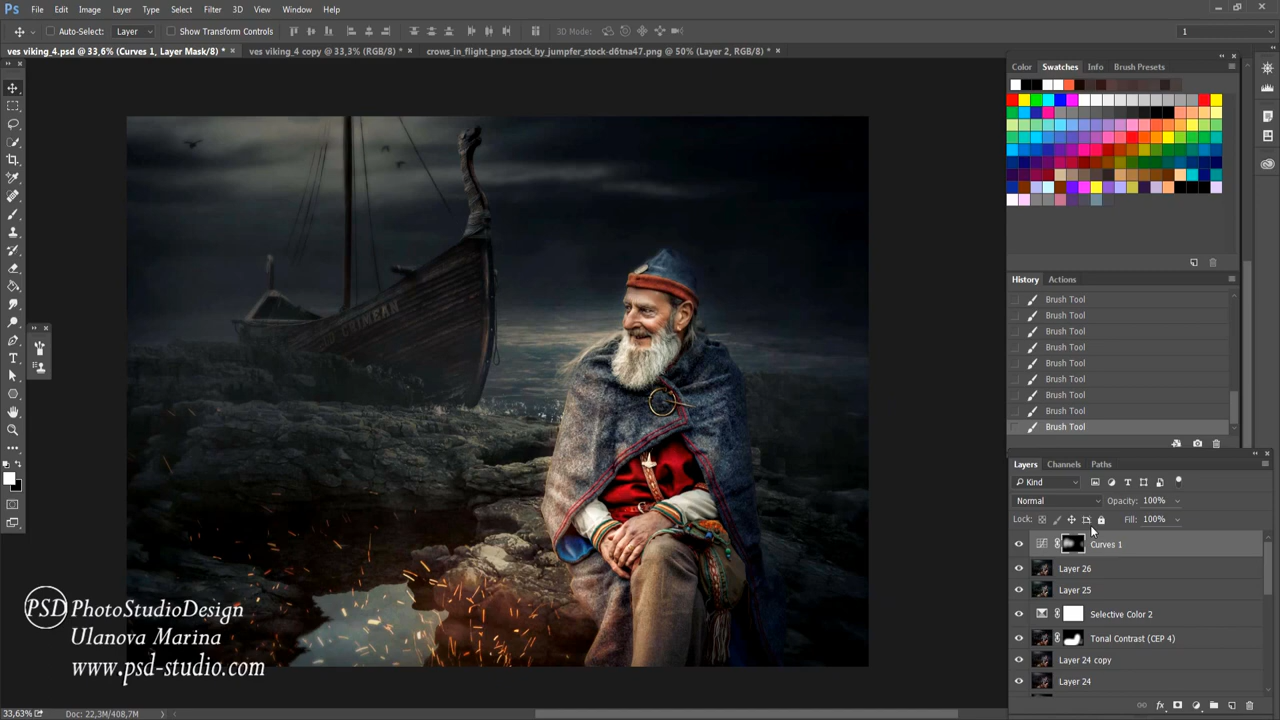 Ps File Edit Image Layer Type Select Filter 3D View Window Help
Auto-Select: Layer Show Transform Controls 3D Mode: 1
ves viking_4.psd @ 33,6% (Curves 1, Layer Mask/8) * × ves viking_4 copy @ 33,3% (RGB/8) * × crows_in_flight_png_stock_by_jumpfer_stock-d6tna47.png @ 50% (Layer 2, RGB/8) * ×
Color Swatches Info Brush Presets
CRIMEAN
History Actions
Brush Tool
Brush Tool
Brush Tool
Brush Tool
Brush Tool
Brush Tool
Brush Tool
Brush Tool
Brush Tool
Layers Channels Paths
Kind
Normal Opacity: 100%
Lock: Fill: 100%
Curves 1
Layer 26
Layer 25
Selective Color 2
Tonal Contrast (CEP 4)
Layer 24 copy
Layer 24
PSD PhotoStudioDesign
Ulanova Marina
www.psd-studio.com
33,63% Doc: 22,3M/408,7M